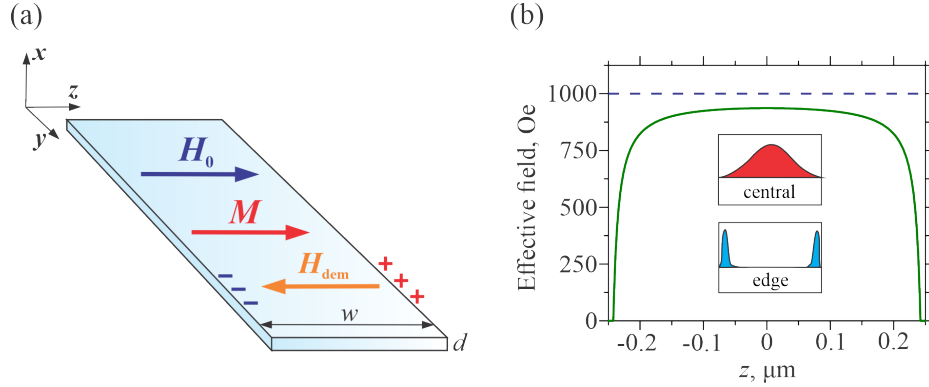 (a)
x
z
y
H0
M
Hdem
+
+
+
−
−
−
w
d
(b)
Effective field, Oe
1000
750
500
250
0
central
edge
-0.2 -0.1 0 0.1 0.2
z, μm